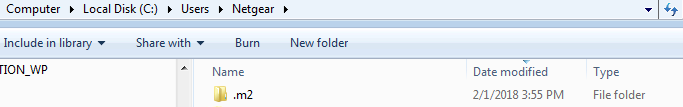 Computer ▸ Local Disk (C:) ▸ Users ▸ Netgear ▸
Include in library ▾ Share with ▾ Burn New folder
TION_WP Name Date modified Type
.m2 2/1/2018 3:55 PM File folder